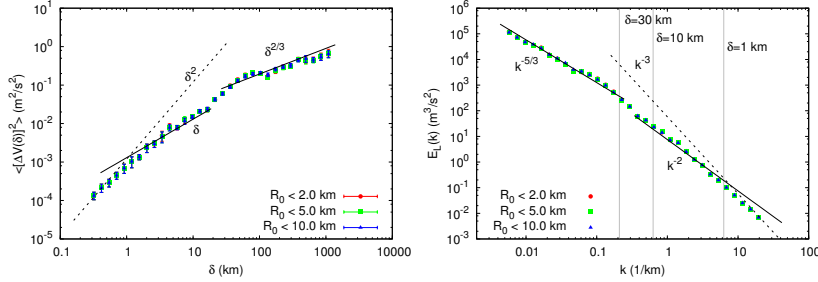 10^1
10^0
10^-1
10^-2
10^-3
10^-4
10^-5
<[ΔV(δ)]^2> (m^2/s^2)
δ^2
δ^2/3
δ
R_0 < 2.0 km
R_0 < 5.0 km
R_0 < 10.0 km
0.1 1 10 100 1000 10000
δ (km)
10^6
10^5
10^4
10^3
10^2
10^1
10^0
10^-1
10^-2
10^-3
E_L(k) (m^3/s^2)
δ=30 km
δ=10 km
δ=1 km
k^-5/3
k^-3
k^-2
R_0 < 2.0 km
R_0 < 5.0 km
R_0 < 10.0 km
0.01 0.1 1 10 100
k (1/km)